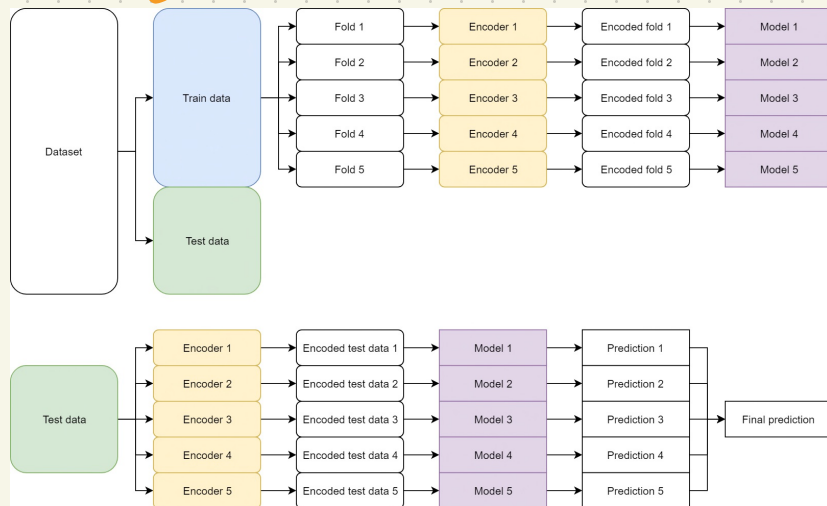 Fold 1
Encoder 1
Encoded fold 1
Model 1
Fold 2
Encoder 2
Encoded fold 2
Model 2
Train data
Fold 3
Encoder 3
Encoded fold 3
Model 3
Fold 4
Encoder 4
Encoded fold 4
Model 4
Dataset
Fold 5
Encoder 5
Encoded fold 5
Model 5
Test data
Encoder 1
Encoded test data 1
Model 1
Prediction 1
Encoder 2
Encoded test data 2
Model 2
Prediction 2
Test data
Encoder 3
Encoded test data 3
Model 3
Prediction 3
Final prediction
Encoder 4
Encoded test data 4
Model 4
Prediction 4
Encoder 5
Encoded test data 5
Model 5
Prediction 5